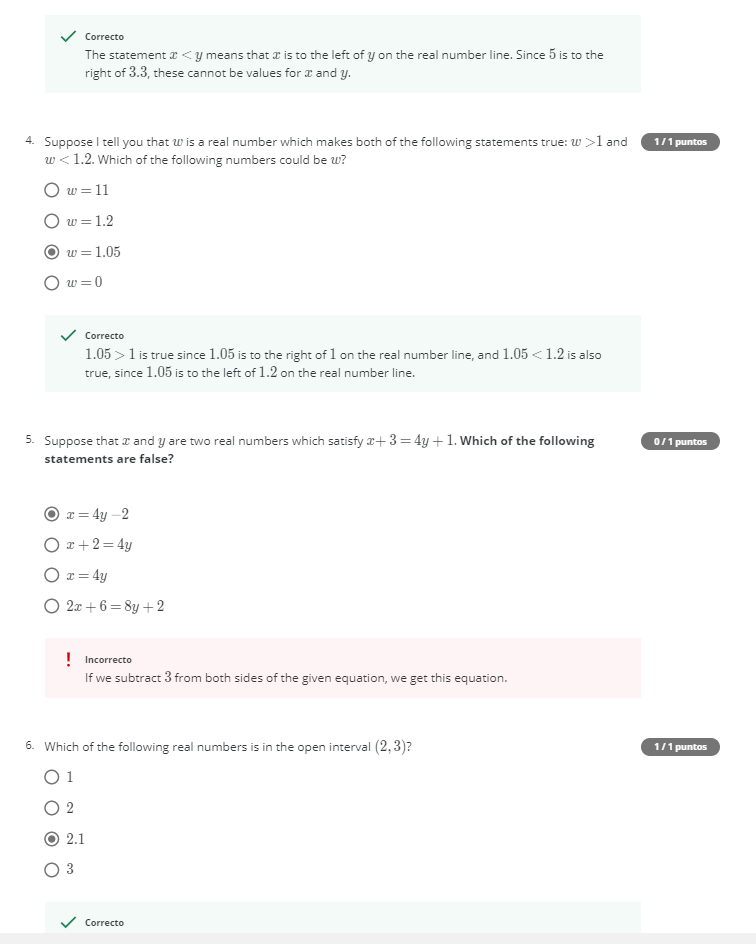 Correcto
The statement x < y means that x is to the left of y on the real number line. Since 5 is to the
right of 3.3, these cannot be values for x and y.
4. Suppose I tell you that w is a real number which makes both of the following statements true: w >1 and
1 / 1 puntos
w < 1.2. Which of the following numbers could be w?
w = 11
w = 1.2
w = 1.05
w = 0
Correcto
1.05 > 1 is true since 1.05 is to the right of 1 on the real number line, and 1.05 < 1.2 is also
true, since 1.05 is to the left of 1.2 on the real number line.
5. Suppose that x and y are two real numbers which satisfy x+ 3 = 4y + 1. Which of the following
0 / 1 puntos
statements are false?
x = 4y −2
x + 2 = 4y
x = 4y
2x + 6 = 8y + 2
! Incorrecto
If we subtract 3 from both sides of the given equation, we get this equation.
6. Which of the following real numbers is in the open interval (2, 3)?
1 / 1 puntos
1
2
2.1
3
Correcto